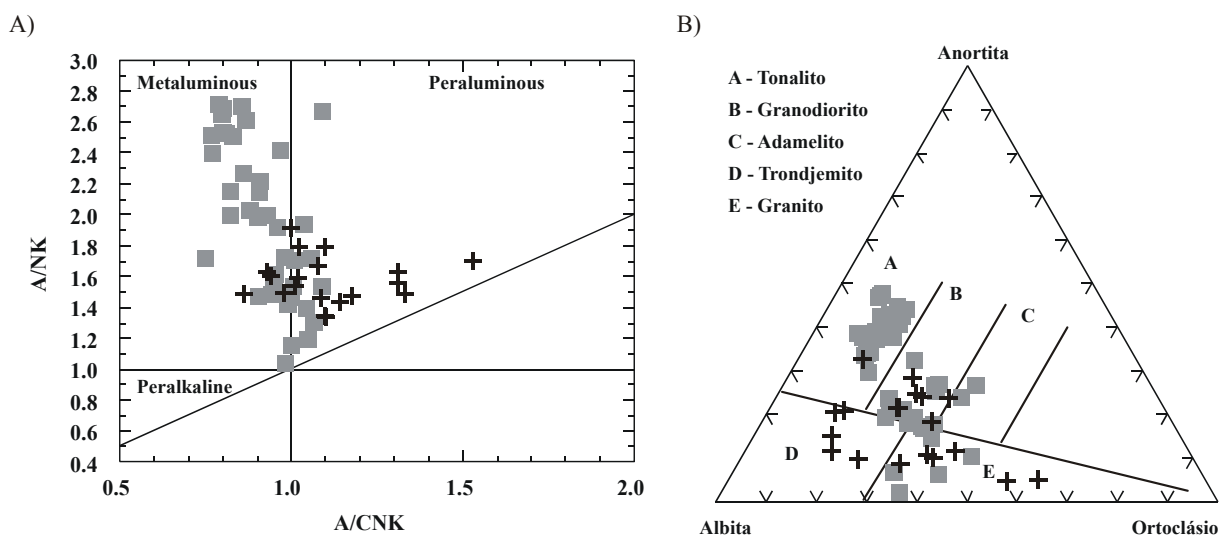 A)
3.0
2.8
2.6
2.4
2.2
2.0
1.8
1.6
1.4
1.2
1.0
0.8
0.6
0.4
A/NK
Metaluminous
Peraluminous
Peralkaline
0.5
1.0
1.5
2.0
A/CNK
B)
Anortita
A - Tonalito
B - Granodiorito
C - Adamelito
D - Trondjemito
E - Granito
A
B
C
D
E
Albita
Ortoclásio